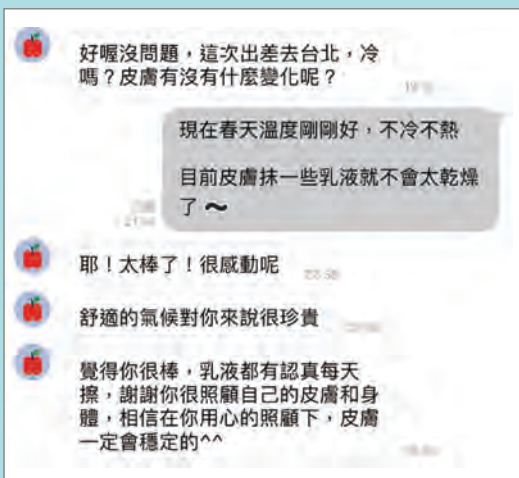 好喔沒問題，這次出差去台北，冷
嗎？皮膚有沒有什麼變化呢？
現在春天溫度剛剛好，不冷不熱
目前皮膚抹一些乳液就不會太乾燥
了～
耶！太棒了！很感動呢
舒適的氣候對你來說很珍貴
覺得你很棒，乳液都有認真每天
擦，謝謝你很照顧自己的皮膚和身
體，相信在你用心的照顧下，皮膚
一定會穩定的^^